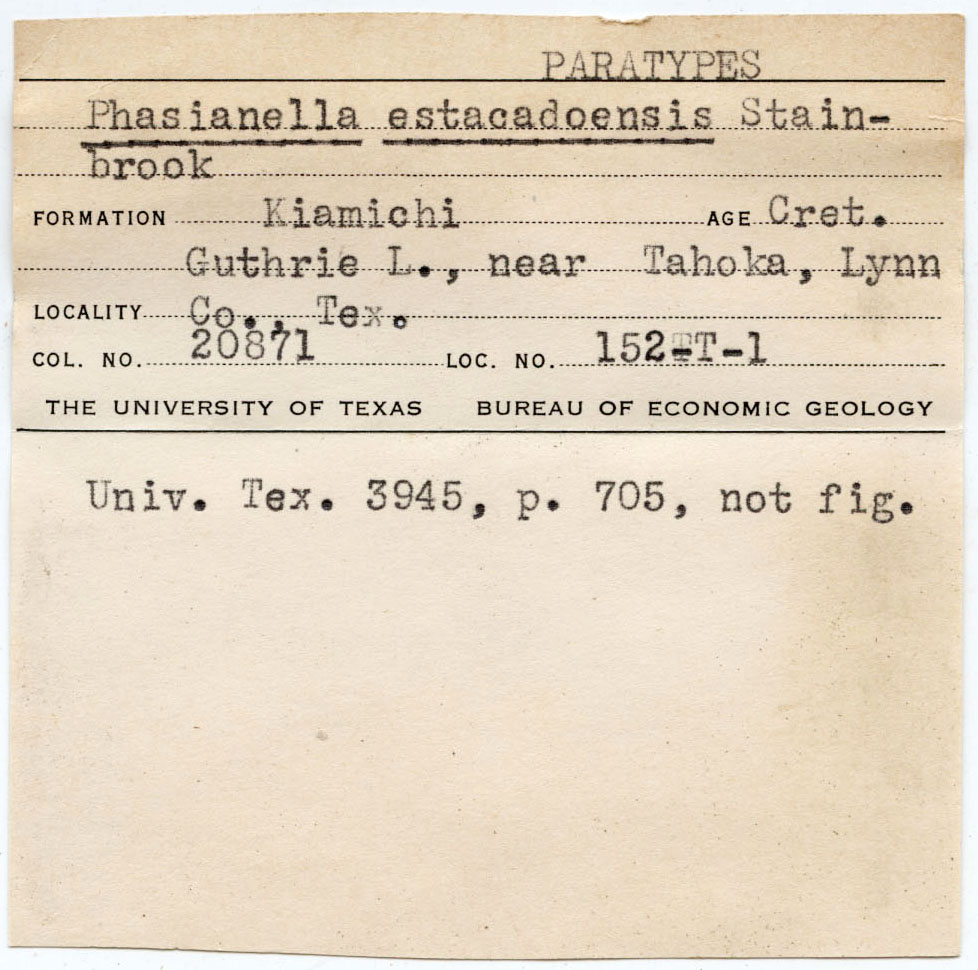 PARATYPES
Phasianella estacadoensis Stain-
brook
FORMATION Kiamichi AGE Cret.
Guthrie L., near Tahoka, Lynn
LOCALITY Co., Tex.
COL. NO. 20871 LOC. NO. 152-T-1
THE UNIVERSITY OF TEXAS BUREAU OF ECONOMIC GEOLOGY
Univ. Tex. 3945, p. 705, not fig.